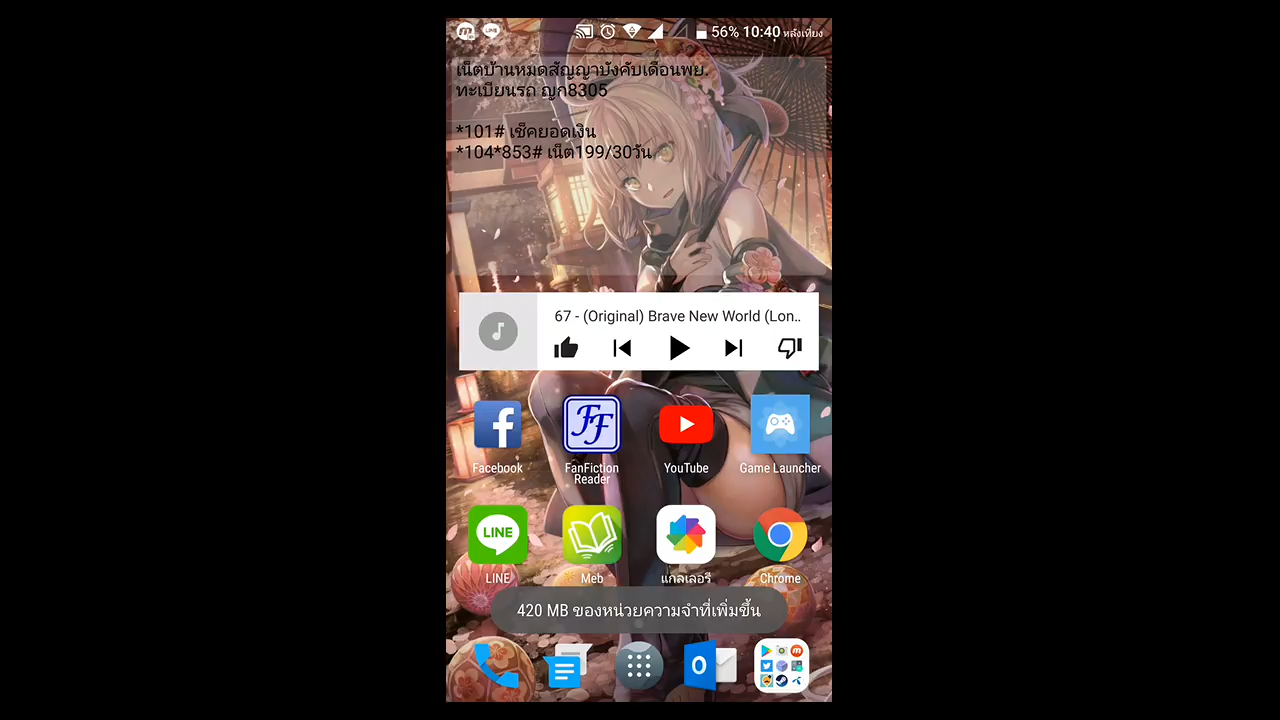 56% 10:40 หลังเที่ยง
เน็ตบ้านหมดสัญญาบังคับเดือนพย.
ทะเบียนรถ ญก8305
*101# เช็คยอดเงิน
*104*853# เน็ต199/30วัน
67 - (Original) Brave New World (Lon..
Facebook
FanFiction
Reader
YouTube
Game Launcher
LINE
LINE
Meb
แกลเลอรี
Chrome
420 MB ของหน่วยความจำที่เพิ่มขึ้น